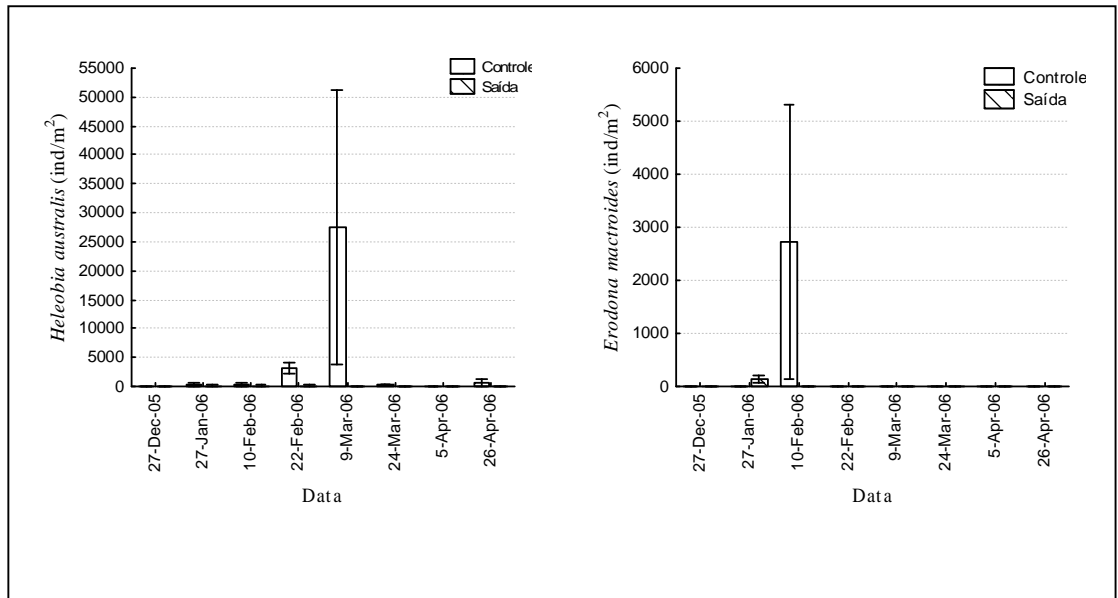 Heleobia australis (ind/m²)
55000
50000
45000
40000
35000
30000
25000
20000
15000
10000
5000
0
Controle
Saída
27-Dec-05
27-Jan-06
10-Feb-06
22-Feb-06
9-Mar-06
24-Mar-06
5-Apr-06
26-Apr-06
Data
Erodona mactroides (ind/m²)
6000
5000
4000
3000
2000
1000
0
Controle
Saída
27-Dec-05
27-Jan-06
10-Feb-06
22-Feb-06
9-Mar-06
24-Mar-06
5-Apr-06
26-Apr-06
Data